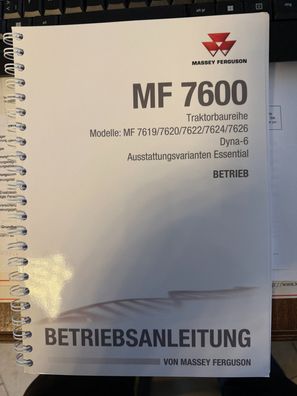 MASSEY FERGUSON
MF 7600
Traktorbaureihe
Modelle: MF 7619/7620/7622/7624/7626
Dyna-6
Ausstattungsvarianten Essential
BETRIEB
BETRIEBSANLEITUNG
VON MASSEY FERGUSON